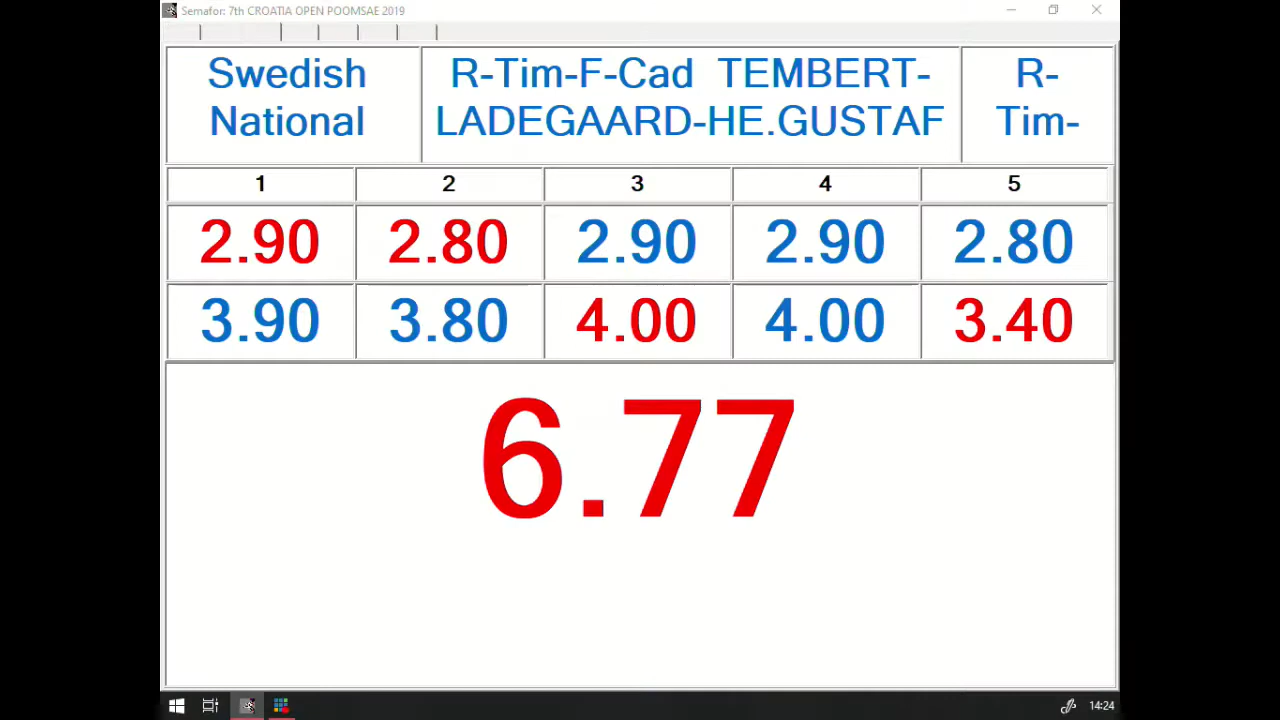 Semafor: 7th CROATIA OPEN POOMSAE 2019
Swedish National
R-Tim-F-Cad TEMBERT-LADEGAARD-HE.GUSTAF
R-Tim-
1 2 3 4 5
2.90 2.80 2.90 2.90 2.80
3.90 3.80 4.00 4.00 3.40
6.77
14:24